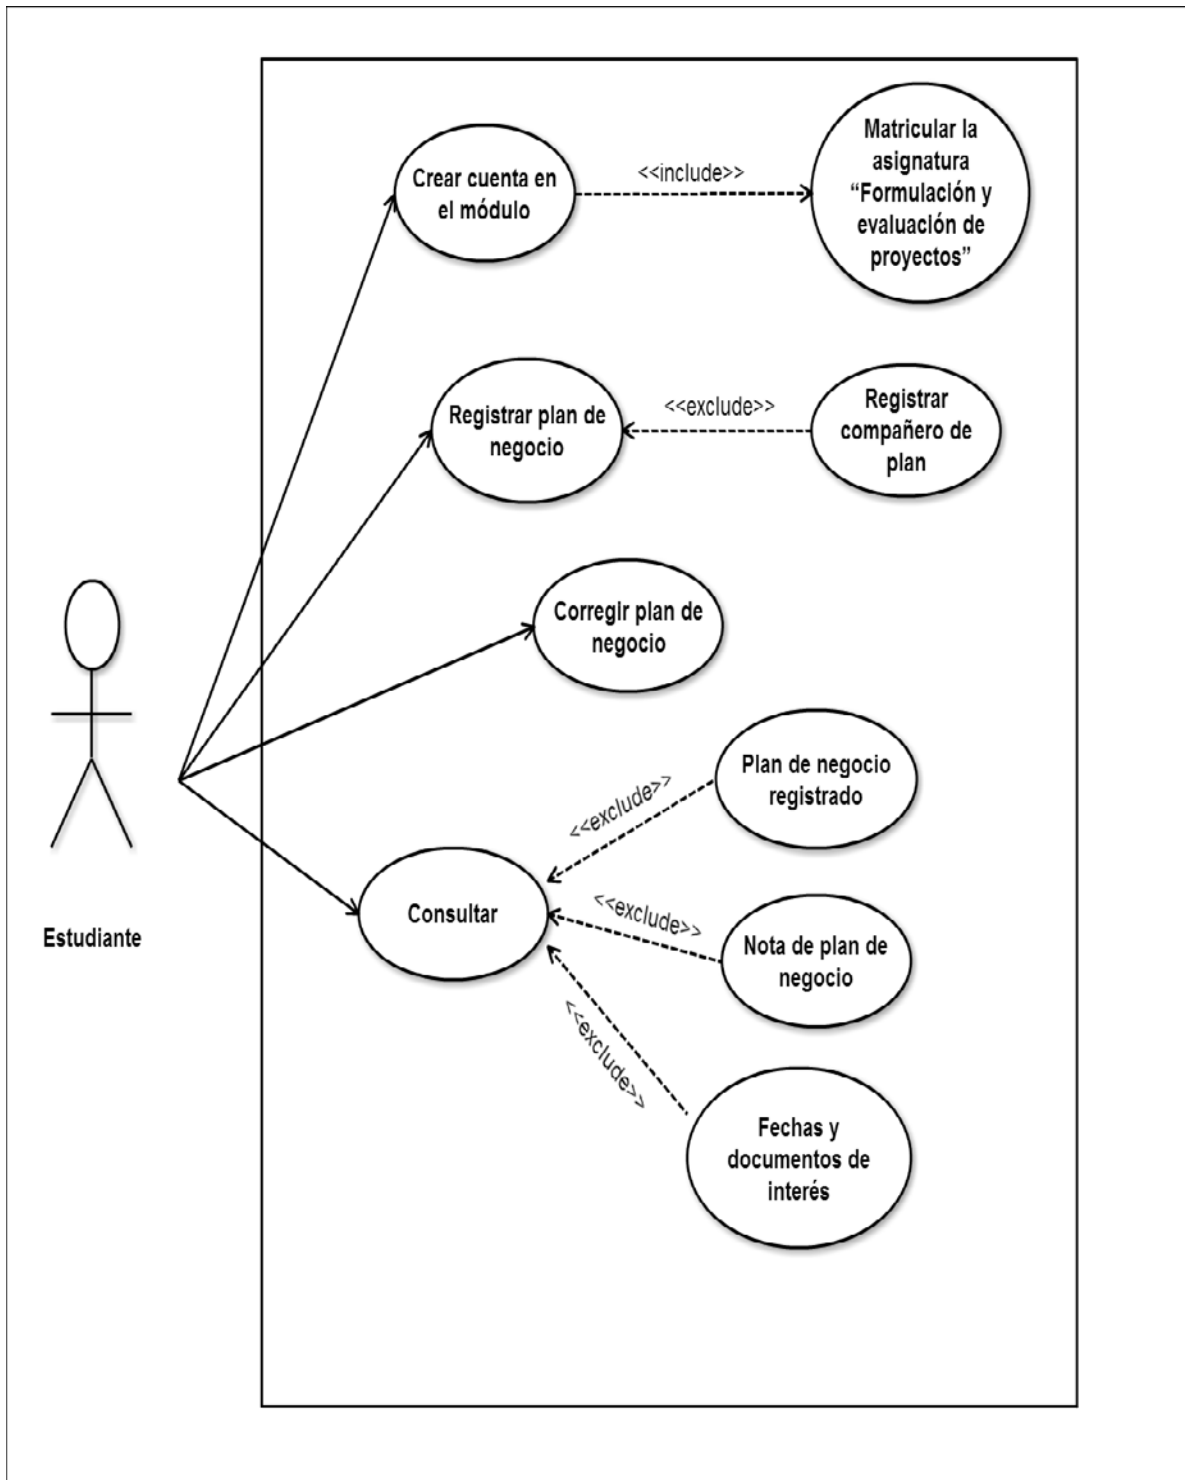 Crear cuenta en
el módulo
<<include>>
Matricular la
asignatura
“Formulación y
evaluación de
proyectos”
Registrar plan de
negocio
<<exclude>>
Registrar
compañero de
plan
Corregir plan de
negocio
Plan de negocio
registrado
<<exclude>>
Consultar
<<exclude>>
Nota de plan de
negocio
Estudiante
<<exclude>>
Fechas y
documentos de
interés